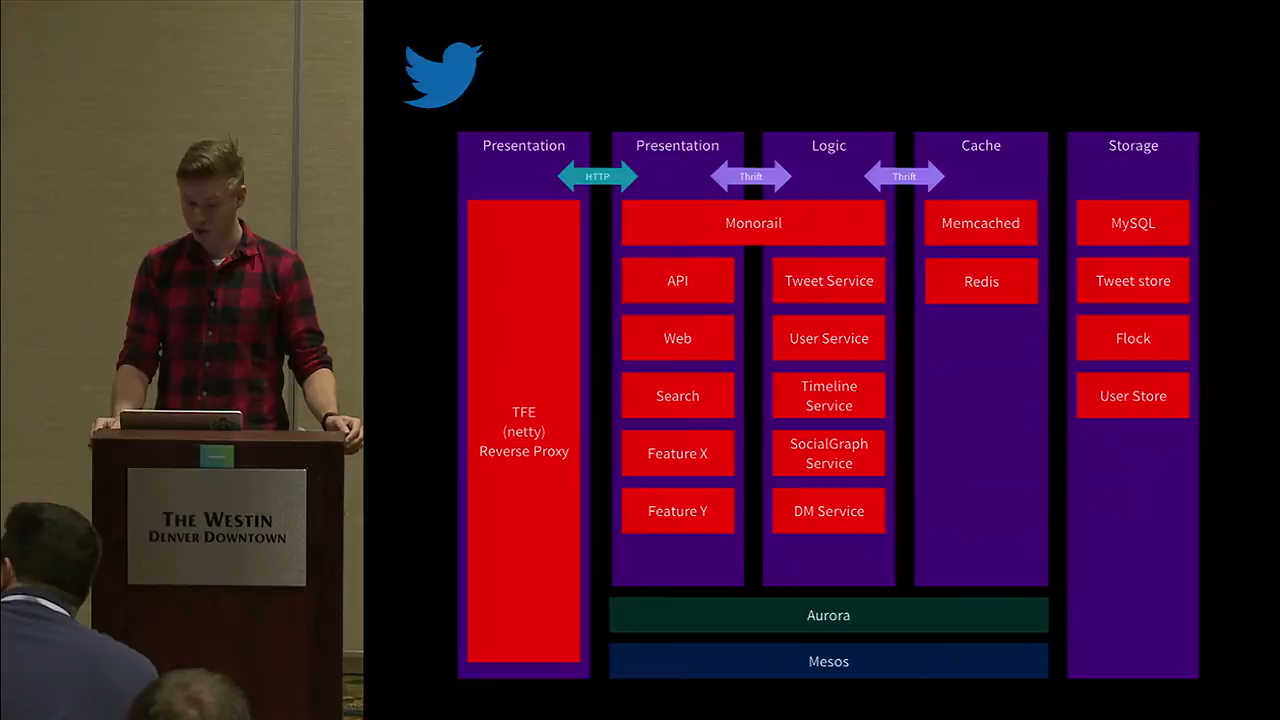 Presentation
Presentation
Logic
Cache
Storage
HTTP
Thrift
Thrift
TFE
(netty)
Reverse Proxy
Monorail
API
Web
Search
Feature X
Feature Y
Tweet Service
User Service
Timeline
Service
SocialGraph
Service
DM Service
Memcached
Redis
MySQL
Tweet store
Flock
User Store
Aurora
Mesos
THE WESTIN
DENVER DOWNTOWN